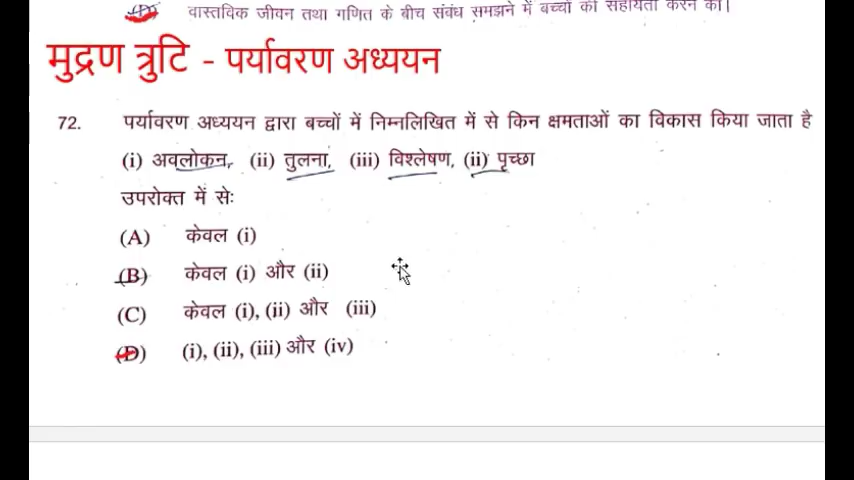 (D) वास्तविक जीवन तथा गणित के बीच संबंध समझने में बच्चों की सहायता करने की।
मुद्रण त्रुटि - पर्यावरण अध्ययन
72. पर्यावरण अध्ययन द्वारा बच्चों में निम्नलिखित में से किन क्षमताओं का विकास किया जाता है
(i) अवलोकन, (ii) तुलना, (iii) विश्लेषण, (ii) पृच्छा
उपरोक्त में सेः
(A) केवल (i)
(B) केवल (i) और (ii)
(C) केवल (i), (ii) और (iii)
(D) (i), (ii), (iii) और (iv)